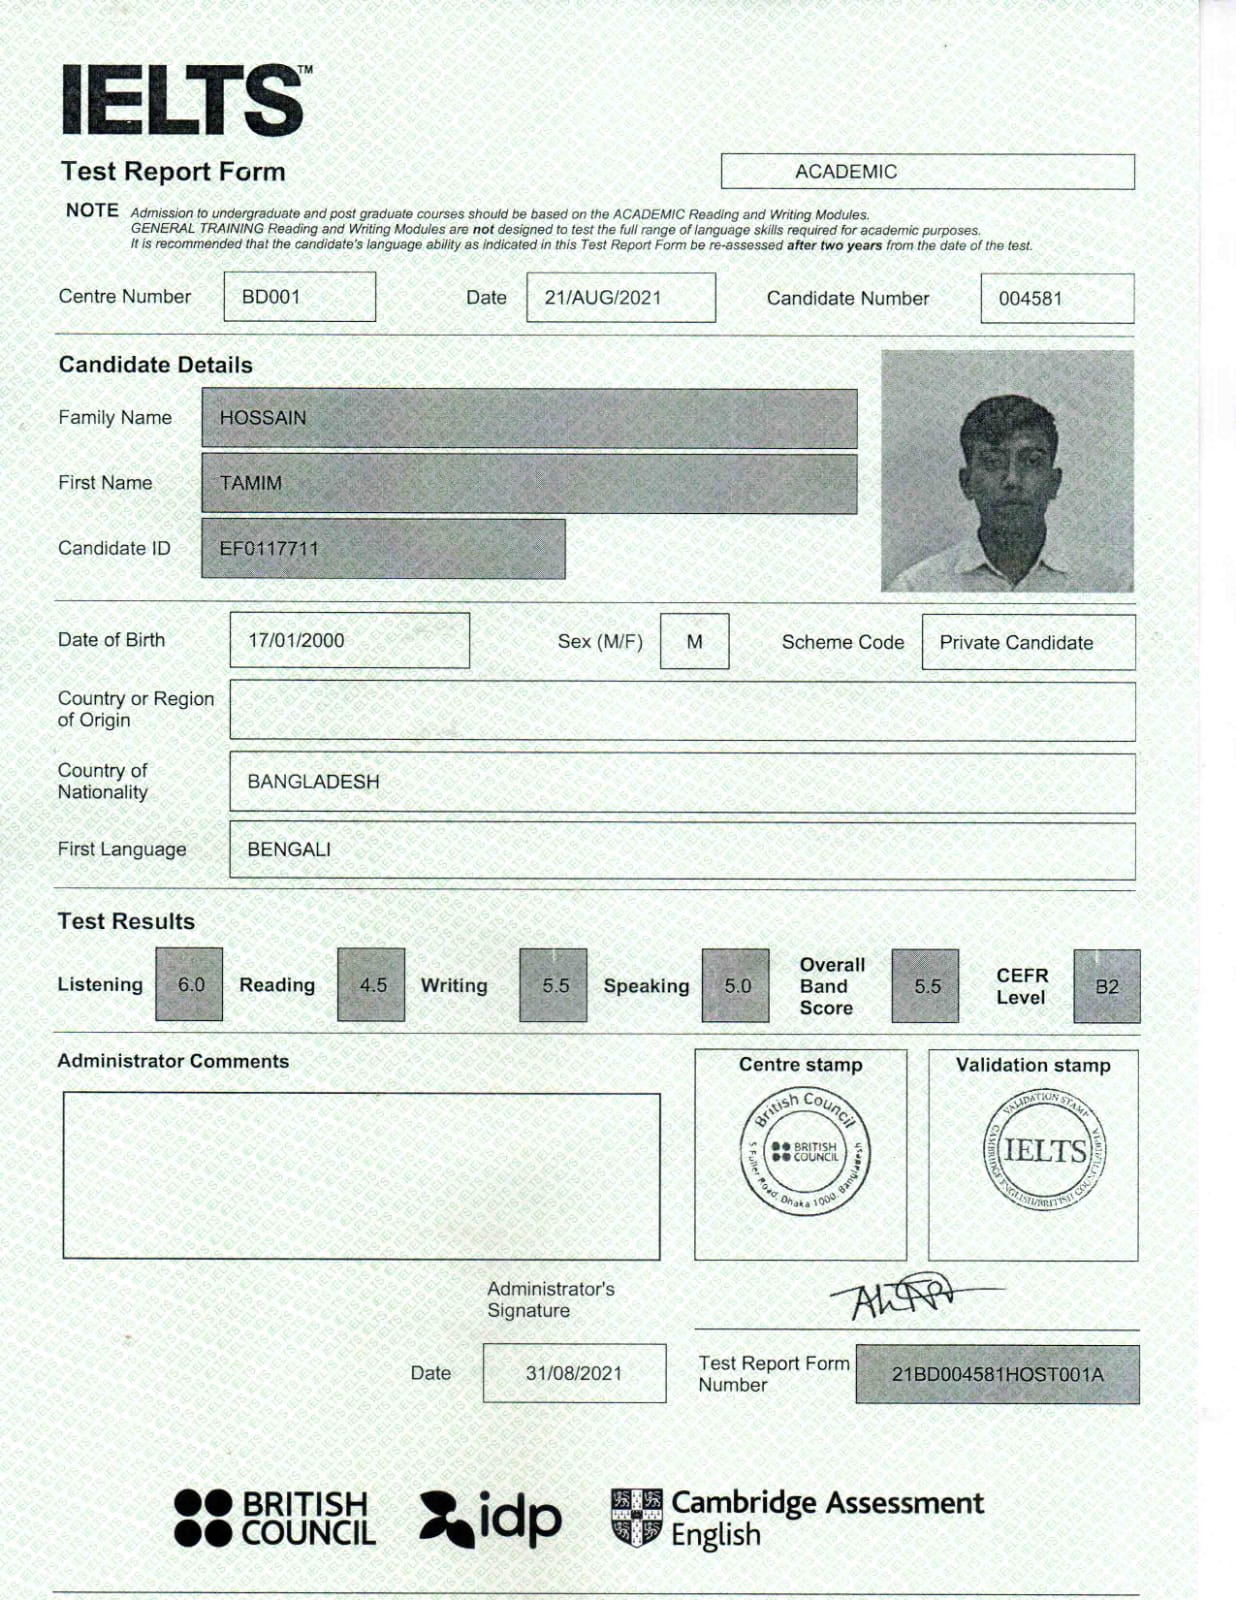 IELTS™
Test Report Form
ACADEMIC
NOTE Admission to undergraduate and post graduate courses should be based on the ACADEMIC Reading and Writing Modules.
GENERAL TRAINING Reading and Writing Modules are not designed to test the full range of language skills required for academic purposes.
It is recommended that the candidate's language ability as indicated in this Test Report Form be re-assessed after two years from the date of the test.
Centre Number BD001 Date 21/AUG/2021 Candidate Number 004581
Candidate Details
Family Name HOSSAIN
First Name TAMIM
Candidate ID EF0117711
Date of Birth 17/01/2000 Sex (M/F) M Scheme Code Private Candidate
Country or Region
of Origin
Country of
Nationality
BANGLADESH
First Language BENGALI
Test Results
Listening 6.0 Reading 4.5 Writing 5.5 Speaking 5.0
Overall
Band
Score
5.5
CEFR
Level
B2
Administrator Comments
Centre stamp
British Council
BRITISH
COUNCIL
5 Fuller Road, Dhaka 1000, Bangladesh
Validation stamp
VALIDATION STAMP
IELTS
CAMBRIDGE ENGLISH/BRITISH COUNCIL
Administrator's
Signature
Date 31/08/2021
Test Report Form
Number
21BD004581HOST001A
BRITISH
COUNCIL
idp
Cambridge Assessment
English